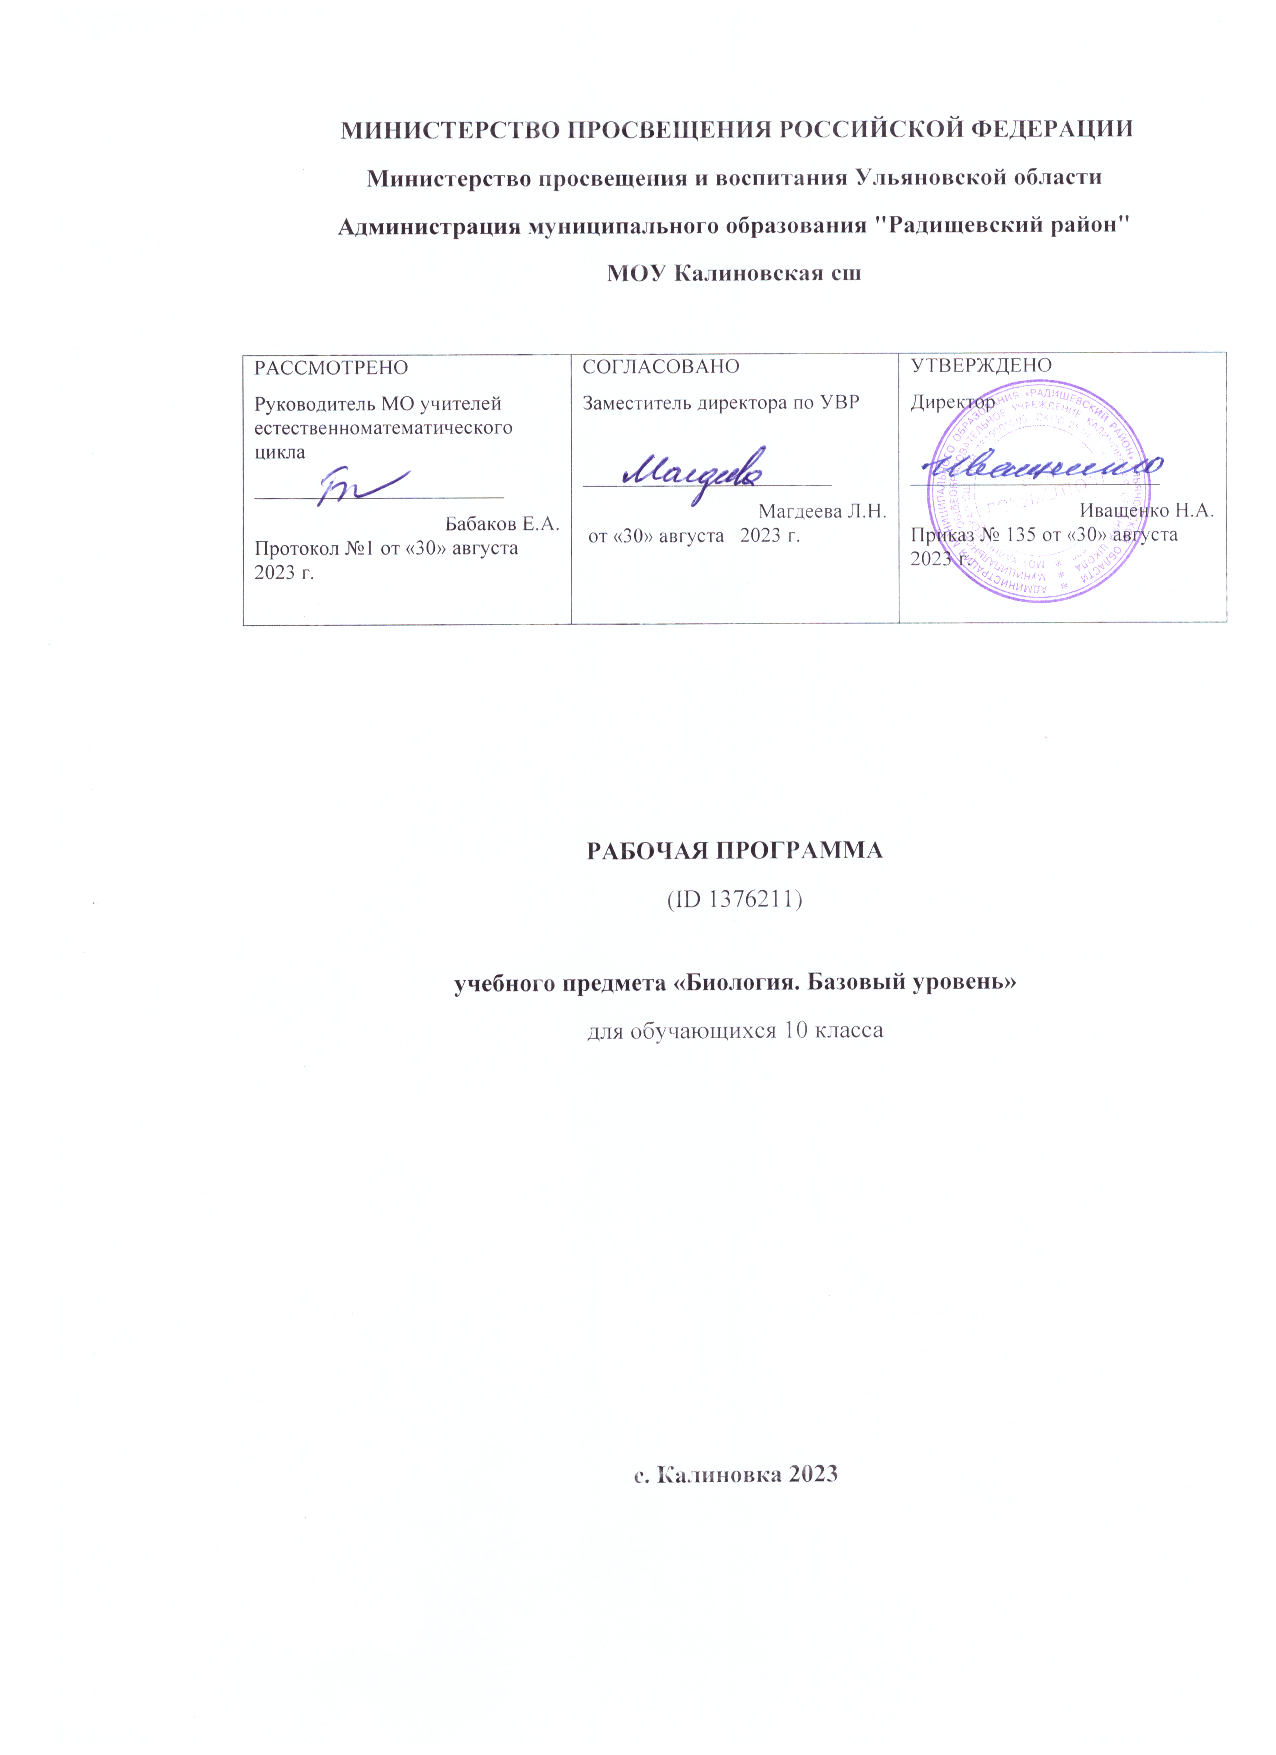 МИНИСТЕРСТВО ПРОСВЕЩЕНИЯ РОССИЙСКОЙ ФЕДЕРАЦИИ
Министерство просвещения и воспитания Ульяновской области
Администрация муниципального образования "Радищевский район"
МОУ Калиновская сш
РАССМОТРЕНО
Руководитель МО учителей
естественноматематического
цикла
Бабаков Е.А.
Протокол №1 от «30» августа
2023 г.
СОГЛАСОВАНО
Заместитель директора по УВР
Магдеева
Магдеева Л.Н.
от «30» августа 2023 г.
УТВЕРЖДЕНО
Директор
Иващенко
Иващенко Н.А.
Приказ № 135 от «30» августа
2023 г.
РАБОЧАЯ ПРОГРАММА
(ID 1376211)
учебного предмета «Биология. Базовый уровень»
для обучающихся 10 класса
с. Калиновка 2023